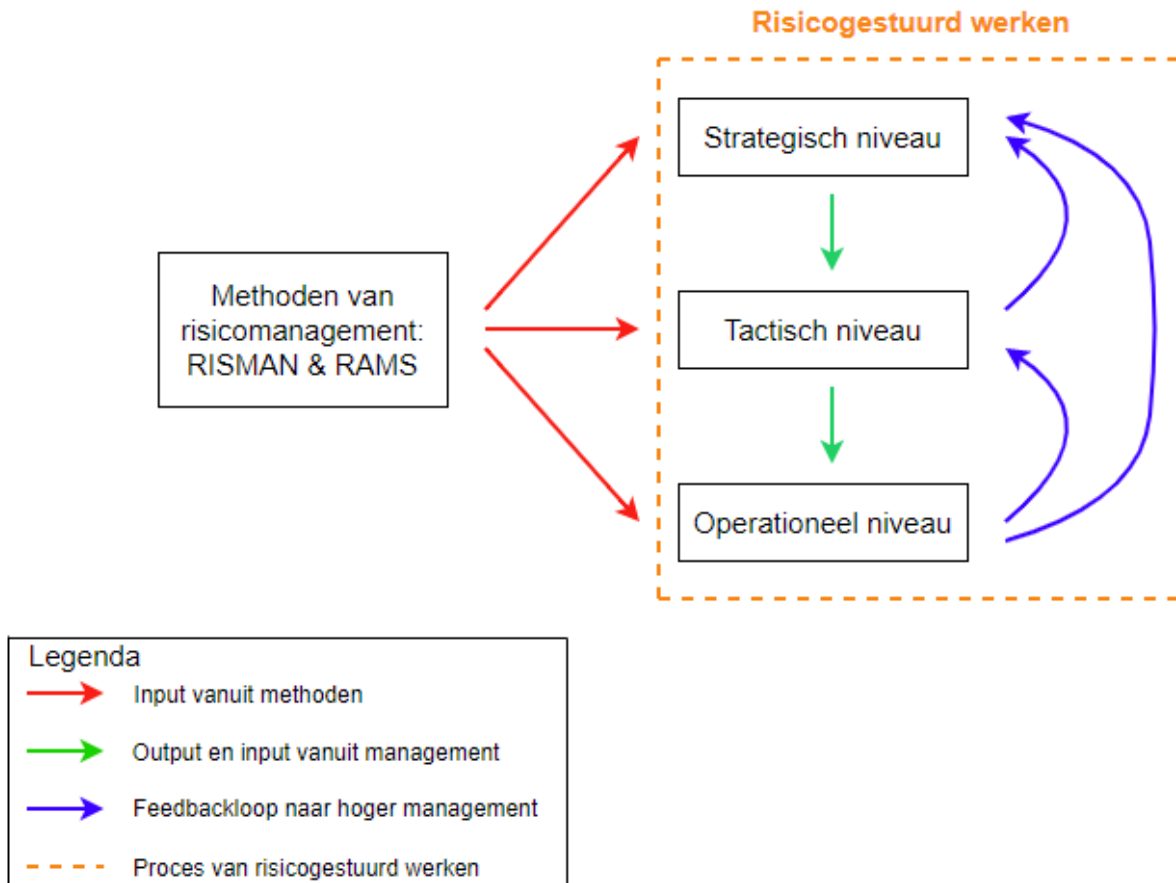 Risicogestuurd werken
Strategisch niveau
Methoden van
risicomanagement:
RISMAN & RAMS
Tactisch niveau
Operationeel niveau
Legenda
Input vanuit methoden
Output en input vanuit management
Feedbackloop naar hoger management
Proces van risicogestuurd werken